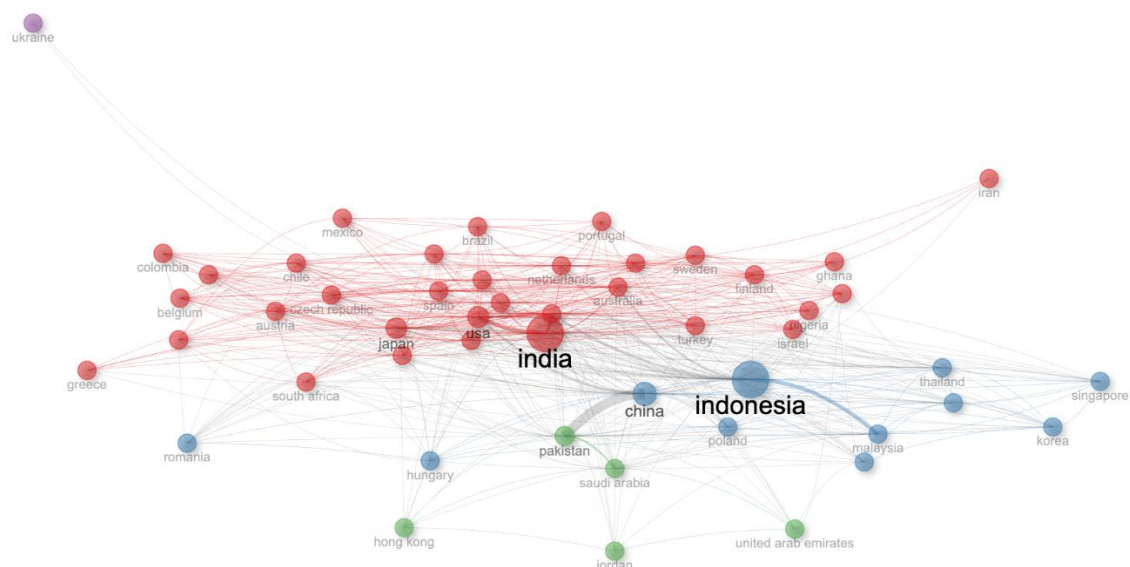 ukraine
iran
mexico
brazil
portugal
colombia
chile
netherlands
sweden
finland
ghana
belgium
czech republic
spain
australia
austria
nigeria
japan
usa
turkey
israel
india
greece
south africa
china
indonesia
thailand
singapore
romania
hungary
pakistan
poland
malaysia
korea
saudi arabia
hong kong
jordan
united arab emirates